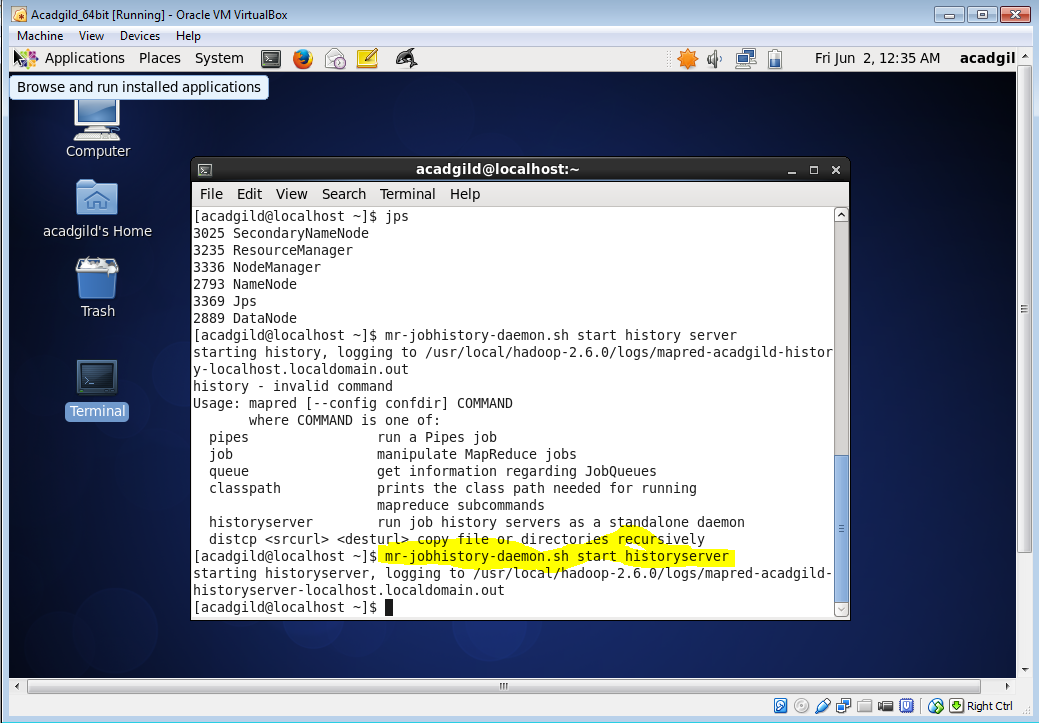 Acadgild_64bit [Running] - Oracle VM VirtualBox
Machine View Devices Help
Applications Places System Fri Jun 2, 12:35 AM acadgil
Browse and run installed applications
Computer
acadgild's Home
Trash
Terminal
acadgild@localhost:~
File Edit View Search Terminal Help
[acadgild@localhost ~]$ jps
3025 SecondaryNameNode
3235 ResourceManager
3336 NodeManager
2793 NameNode
3369 Jps
2889 DataNode
[acadgild@localhost ~]$ mr-jobhistory-daemon.sh start history server
starting history, logging to /usr/local/hadoop-2.6.0/logs/mapred-acadgild-histor
y-localhost.localdomain.out
history - invalid command
Usage: mapred [--config confdir] COMMAND
where COMMAND is one of:
pipes run a Pipes job
job manipulate MapReduce jobs
queue get information regarding JobQueues
classpath prints the class path needed for running
mapreduce subcommands
historyserver run job history servers as a standalone daemon
distcp <srcurl> <desturl> copy file or directories recursively
[acadgild@localhost ~]$ mr-jobhistory-daemon.sh start historyserver
starting historyserver, logging to /usr/local/hadoop-2.6.0/logs/mapred-acadgild-
historyserver-localhost.localdomain.out
[acadgild@localhost ~]$
Right Ctrl